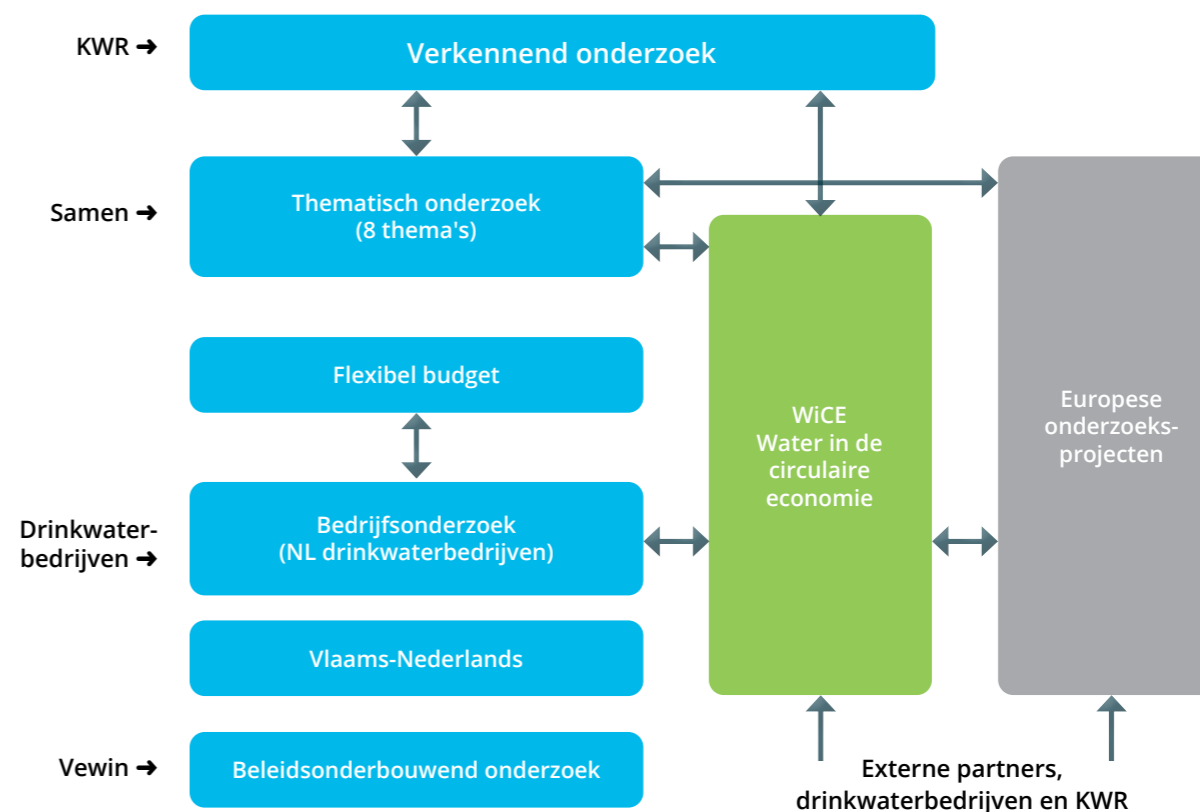 KWR ➜
Verkennend onderzoek
Samen ➜
Thematisch onderzoek
(8 thema's)
Flexibel budget
WiCE
Water in de
circulaire
economie
Europese
onderzoeks-
projecten
Drinkwater-
bedrijven ➜
Bedrijfsonderzoek
(NL drinkwaterbedrijven)
Vlaams-Nederlands
Vewin ➜
Beleidsonderbouwend onderzoek
Externe partners,
drinkwaterbedrijven en KWR